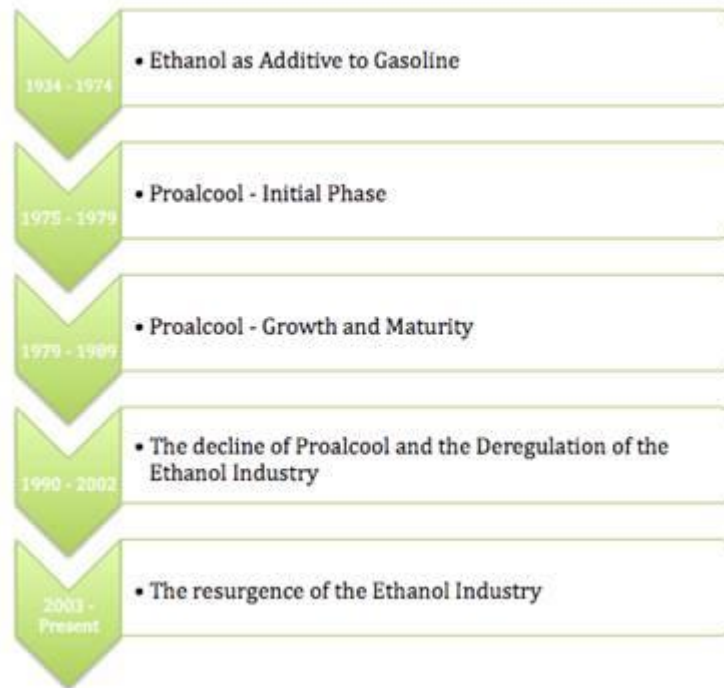 1934 - 1974
• Ethanol as Additive to Gasoline
1975 - 1979
• Proalcool - Initial Phase
1979 - 1989
• Proalcool - Growth and Maturity
1990 - 2002
• The decline of Proalcool and the Deregulation of the
Ethanol Industry
2003 -
Present
• The resurgence of the Ethanol Industry